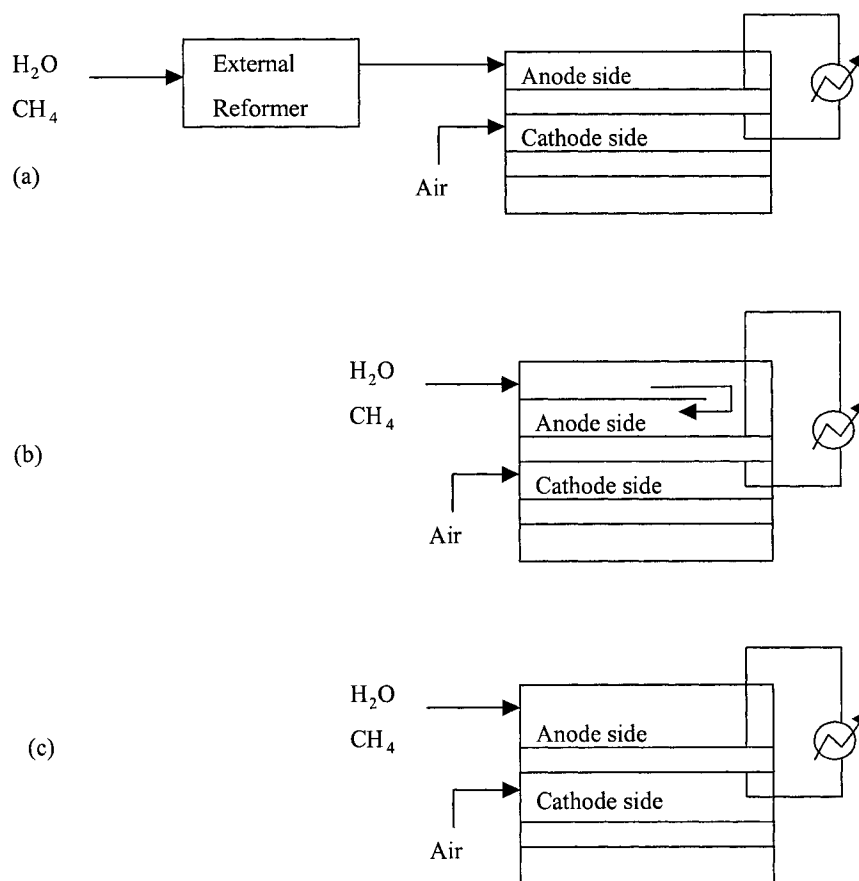 H₂O
CH₄
External
Reformer
Anode side
Cathode side
Air
(a)
H₂O
CH₄
Anode side
Cathode side
Air
(b)
H₂O
CH₄
Anode side
Cathode side
Air
(c)